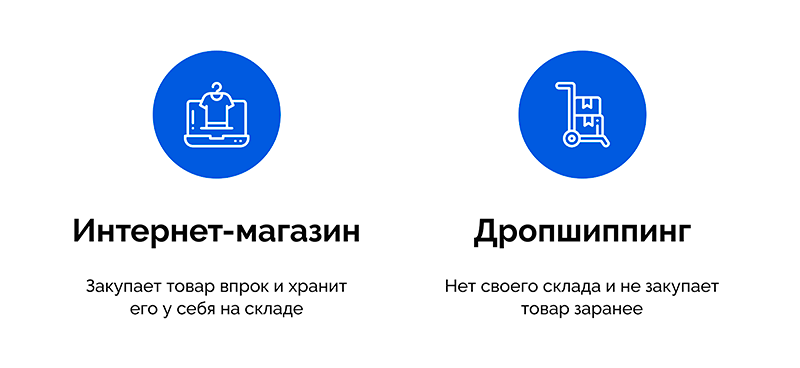 Интернет-магазин
Закупает товар впрок и хранит
его у себя на складе
Дропшиппинг
Нет своего склада и не закупает
товар заранее